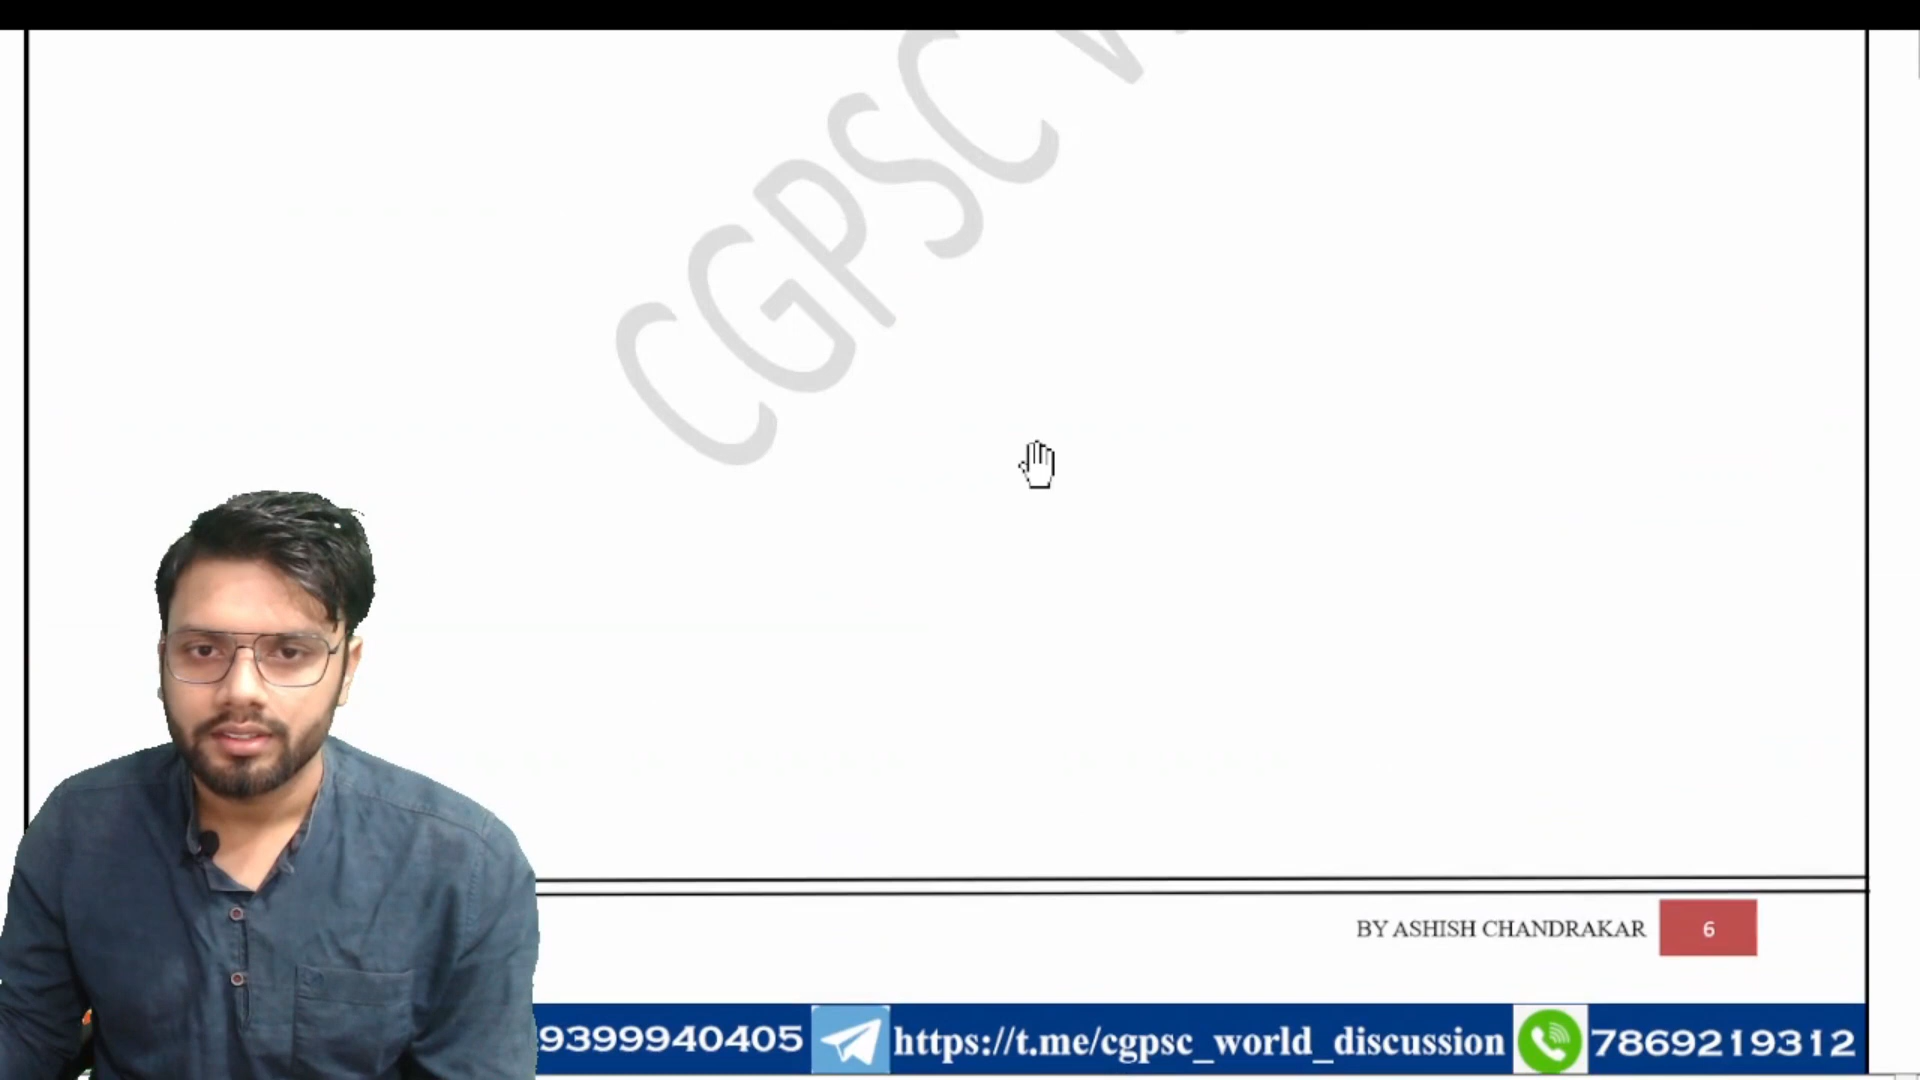 CGPSC
BY ASHISH CHANDRAKAR 6
9399940405 https://t.me/cgpsc_world_discussion 7869219312